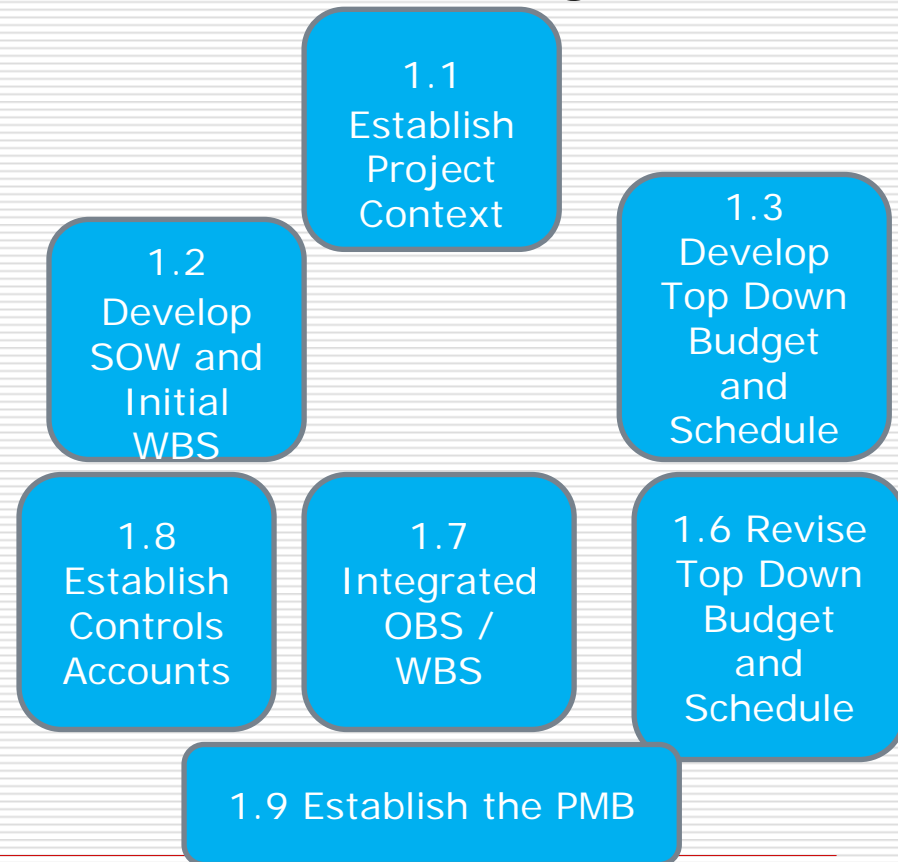 1.1
Establish
Project
Context
1.2
Develop
SOW and
Initial
WBS
1.3
Develop
Top Down
Budget
and
Schedule
1.8
Establish
Controls
Accounts
1.7
Integrated
OBS /
WBS
1.6 Revise
Top Down
Budget
and
Schedule
1.9 Establish the PMB